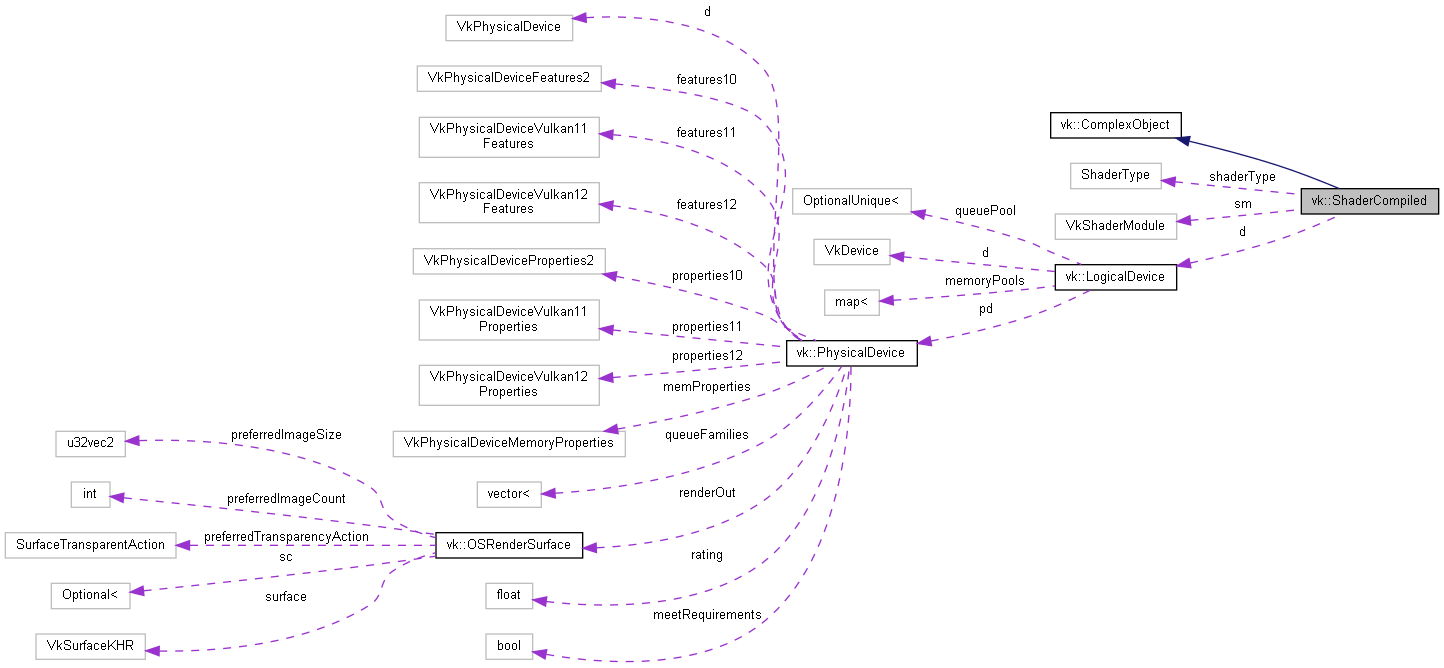 d
VkPhysicalDevice
VkPhysicalDeviceFeatures2
features10
VkPhysicalDeviceVulkan11
Features
features11
VkPhysicalDeviceVulkan12
Features
features12
VkPhysicalDeviceProperties2
properties10
VkPhysicalDeviceVulkan11
Properties
properties11
VkPhysicalDeviceVulkan12
Properties
properties12
memProperties
VkPhysicalDeviceMemoryProperties
queueFamilies
vector<
renderOut
rating
float
meetRequirements
bool
u32vec2
preferredImageSize
int
preferredImageCount
SurfaceTransparentAction
preferredTransparencyAction
sc
Optional<
surface
VkSurfaceKHR
vk::OSRenderSurface
vk::PhysicalDevice
OptionalUnique<
queuePool
VkDevice
d
map<
memoryPools
pd
vk::LogicalDevice
vk::ComplexObject
ShaderType
shaderType
VkShaderModule
sm
d
vk::ShaderCompiled